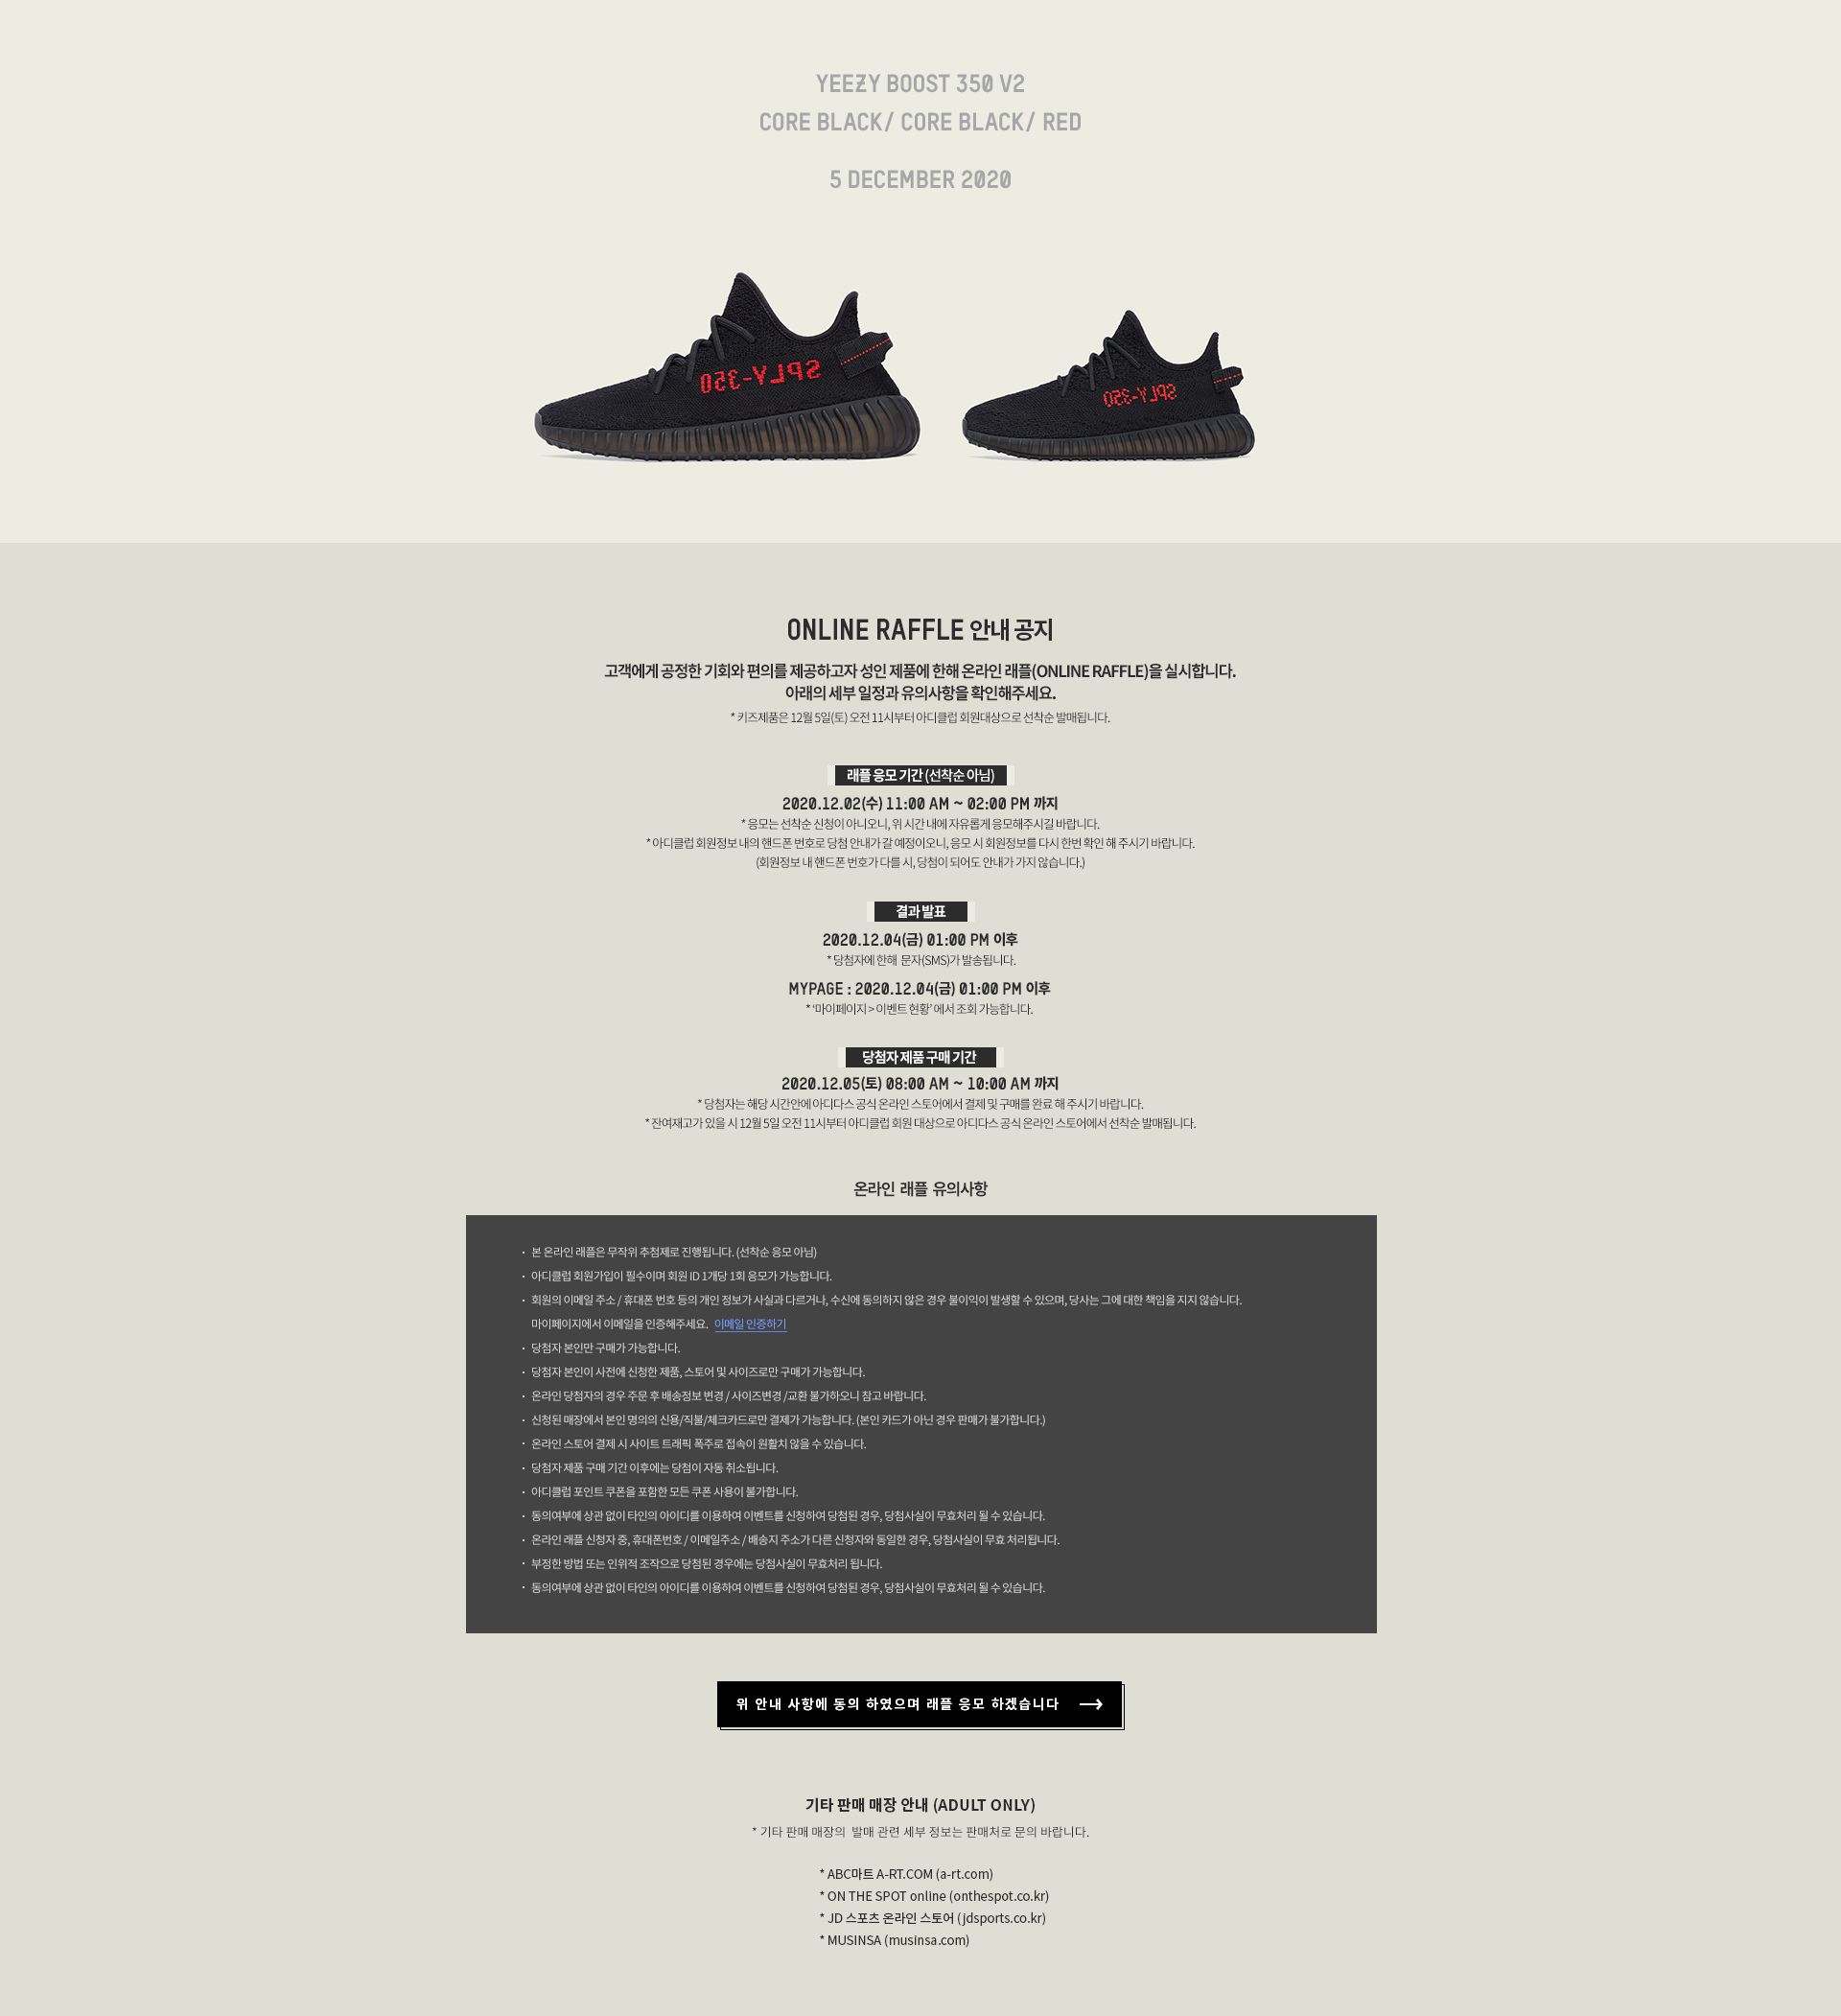 YEEZY BOOST 350 V2
CORE BLACK/ CORE BLACK/ RED
5 DECEMBER 2020
SPLY-350
SPLY-350
ONLINE RAFFLE 안내 공지
고객에게 공정한 기회와 편의를 제공하고자 성인 제품에 한해 온라인 래플(ONLINE RAFFLE)을 실시합니다.
아래의 세부 일정과 유의사항을 확인해주세요.
* 키즈제품은 12월 5일(토) 오전 11시부터 아디클럽 회원대상으로 선착순 발매됩니다.
래플 응모 기간 (선착순 아님)
2020.12.02(수) 11:00 AM ~ 02:00 PM 까지
* 응모는 선착순 신청이 아니오니, 위 시간 내에 자유롭게 응모해주시길 바랍니다.
* 아디클럽 회원정보 내의 핸드폰 번호로 당첨 안내가 갈 예정이오니, 응모 시 회원정보를 다시 한번 확인 해 주시기 바랍니다.
(회원정보 내 핸드폰 번호가 다를 시, 당첨이 되어도 안내가 가지 않습니다.)
결과 발표
2020.12.04(금) 01:00 PM 이후
* 당첨자에 한해 문자(SMS)가 발송됩니다.
MYPAGE : 2020.12.04(금) 01:00 PM 이후
* ‘마이페이지 > 이벤트 현황’ 에서 조회 가능합니다.
당첨자 제품 구매 기간
2020.12.05(토) 08:00 AM ~ 10:00 AM 까지
* 당첨자는 해당 시간안에 아디다스 공식 온라인 스토어에서 결제 및 구매를 완료 해 주시기 바랍니다.
* 잔여재고가 있을 시 12월 5일 오전 11시부터 아디클럽 회원 대상으로 아디다스 공식 온라인 스토어에서 선착순 발매됩니다.
온라인 래플 유의사항
· 본 온라인 래플은 무작위 추첨제로 진행됩니다. (선착순 응모 아님)
· 아디클럽 회원가입이 필수이며 회원 ID 1개당 1회 응모가 가능합니다.
· 회원의 이메일 주소 / 휴대폰 번호 등의 개인 정보가 사실과 다르거나, 수신에 동의하지 않은 경우 불이익이 발생할 수 있으며, 당사는 그에 대한 책임을 지지 않습니다.
마이페이지에서 이메일을 인증해주세요. 이메일 인증하기
· 당첨자 본인만 구매가 가능합니다.
· 당첨자 본인이 사전에 신청한 제품, 스토어 및 사이즈로만 구매가 가능합니다.
· 온라인 당첨자의 경우 주문 후 배송정보 변경 / 사이즈변경 /교환 불가하오니 참고 바랍니다.
· 신청된 매장에서 본인 명의의 신용/직불/체크카드로만 결제가 가능합니다. (본인 카드가 아닌 경우 판매가 불가합니다.)
· 온라인 스토어 결제 시 사이트 트래픽 폭주로 접속이 원활치 않을 수 있습니다.
· 당첨자 제품 구매 기간 이후에는 당첨이 자동 취소됩니다.
· 아디클럽 포인트 쿠폰을 포함한 모든 쿠폰 사용이 불가합니다.
· 동의여부에 상관 없이 타인의 아이디를 이용하여 이벤트를 신청하여 당첨된 경우, 당첨사실이 무효처리 될 수 있습니다.
· 온라인 래플 신청자 중, 휴대폰번호 / 이메일주소 / 배송지 주소가 다른 신청자와 동일한 경우, 당첨사실이 무효 처리됩니다.
· 부정한 방법 또는 인위적 조작으로 당첨된 경우에는 당첨사실이 무효처리 됩니다.
· 동의여부에 상관 없이 타인의 아이디를 이용하여 이벤트를 신청하여 당첨된 경우, 당첨사실이 무효처리 될 수 있습니다.
위 안내 사항에 동의 하였으며 래플 응모 하겠습니다 →
기타 판매 매장 안내 (ADULT ONLY)
* 기타 판매 매장의 발매 관련 세부 정보는 판매처로 문의 바랍니다.
* ABC마트 A-RT.COM (a-rt.com)
* ON THE SPOT online (onthespot.co.kr)
* JD 스포츠 온라인 스토어 (jdsports.co.kr)
* MUSINSA (musinsa.com)